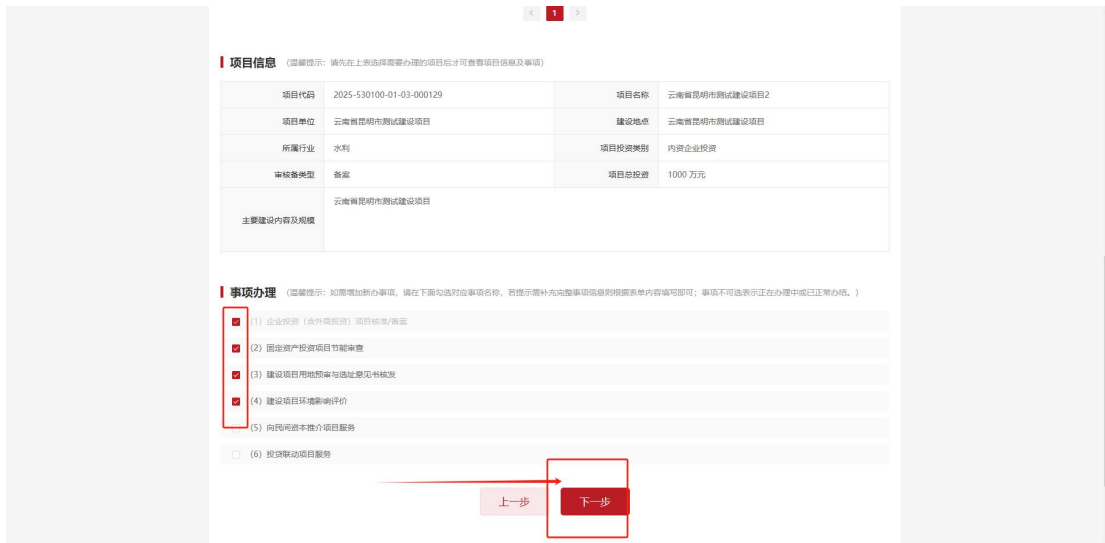 < 1 >
项目信息 (温馨提示：请先在上表选择需要办理的项目后才可查看项目信息及事项)
项目代码 2025-530100-01-03-000129 项目名称 云南省昆明市测试建设项目2
项目单位 云南省昆明市测试建设项目 建设地点 云南省昆明市测试建设项目
所属行业 水利 项目投资类别 内资企业投资
审核备类型 备案 项目总投资 1000 万元
主要建设内容及规模 云南省昆明市测试建设项目
事项办理 (温馨提示：如需增加新办事项，请在下面勾选对应事项名称，若提示需补充完整事项信息则根据表单内容填写即可；事项不可选表示正在办理中或已正常办结。)
(1) 企业投资（含外商投资）项目核准/备案
(2) 固定资产投资项目节能审查
(3) 建设项目用地预审与选址意见书核发
(4) 建设项目环境影响评价
(5) 向民间资本推介项目服务
(6) 投贷联动项目服务
上一步 下一步